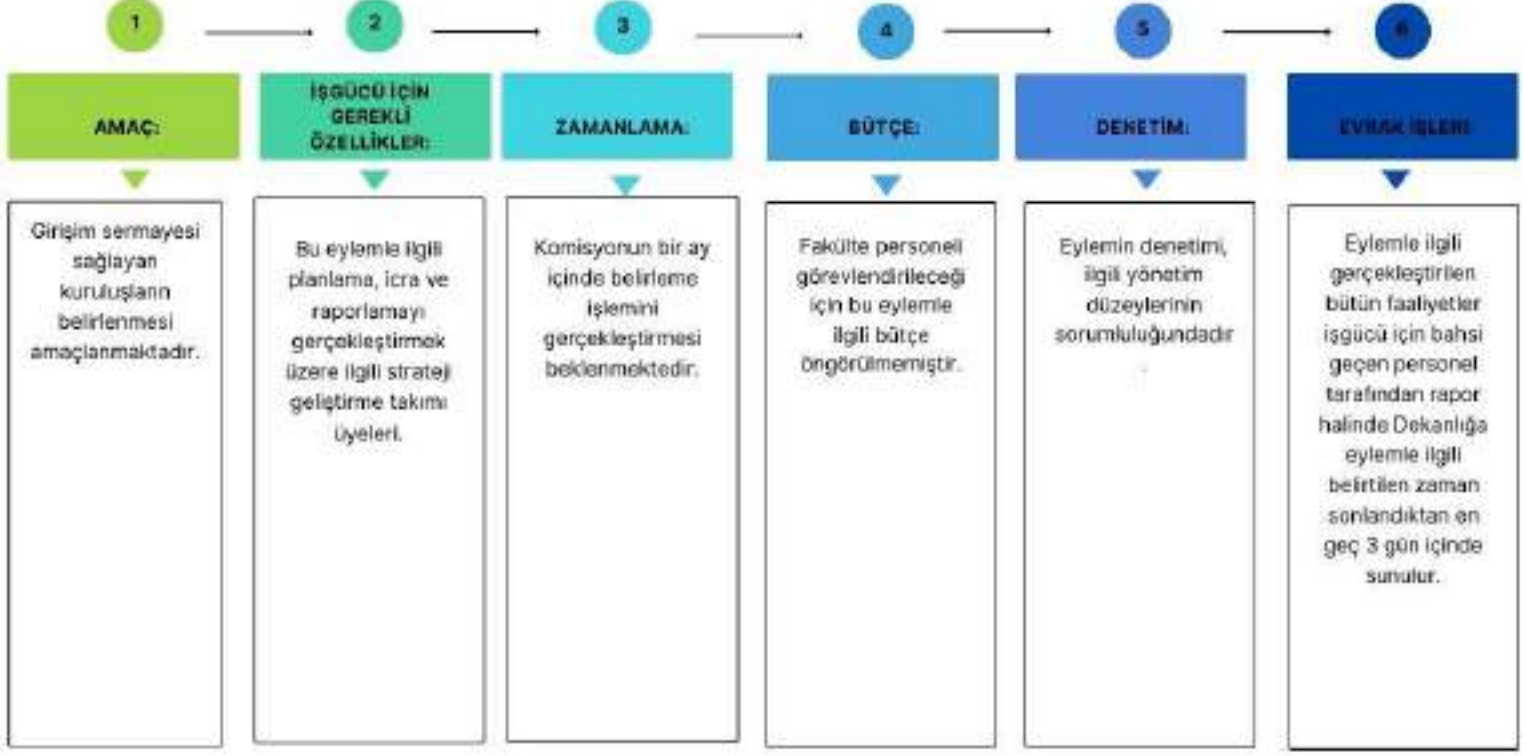 1
2
3
4
5
6
AMAÇ:
İŞGÜCÜ İÇİN
GEREKLİ
ÖZELLİKLER:
ZAMANLAMA:
BÜTÇE:
DENETİM:
EVRAK İŞLERİ:
Girişim sermayesi
sağlayan
kuruluşların
belirlenmesi
amaçlanmaktadır.
Bu eylemle ilgili
planlama, icra ve
raporlamayı
gerçekleştirmek
üzere ilgili strateji
geliştirme takımı
üyeleri.
Komisyonun bir ay
içinde belirleme
işlemini
gerçekleştirmesi
beklenmektedir.
Fakülte personeli
görevlendirileceği
için bu eylemle
ilgili bütçe
öngörülmemiştir.
Eylemin denetimi,
ilgili yönetim
düzeylerinin
sorumluluğundadır
.
Eylemle ilgili
gerçekleştirilen
bütün faaliyetler
işgücü için bahsi
geçen personel
tarafından rapor
halinde Dekanlığa
eylemle ilgili
belirtilen zaman
sonlandıktan en
geç 3 gün içinde
sunulur.